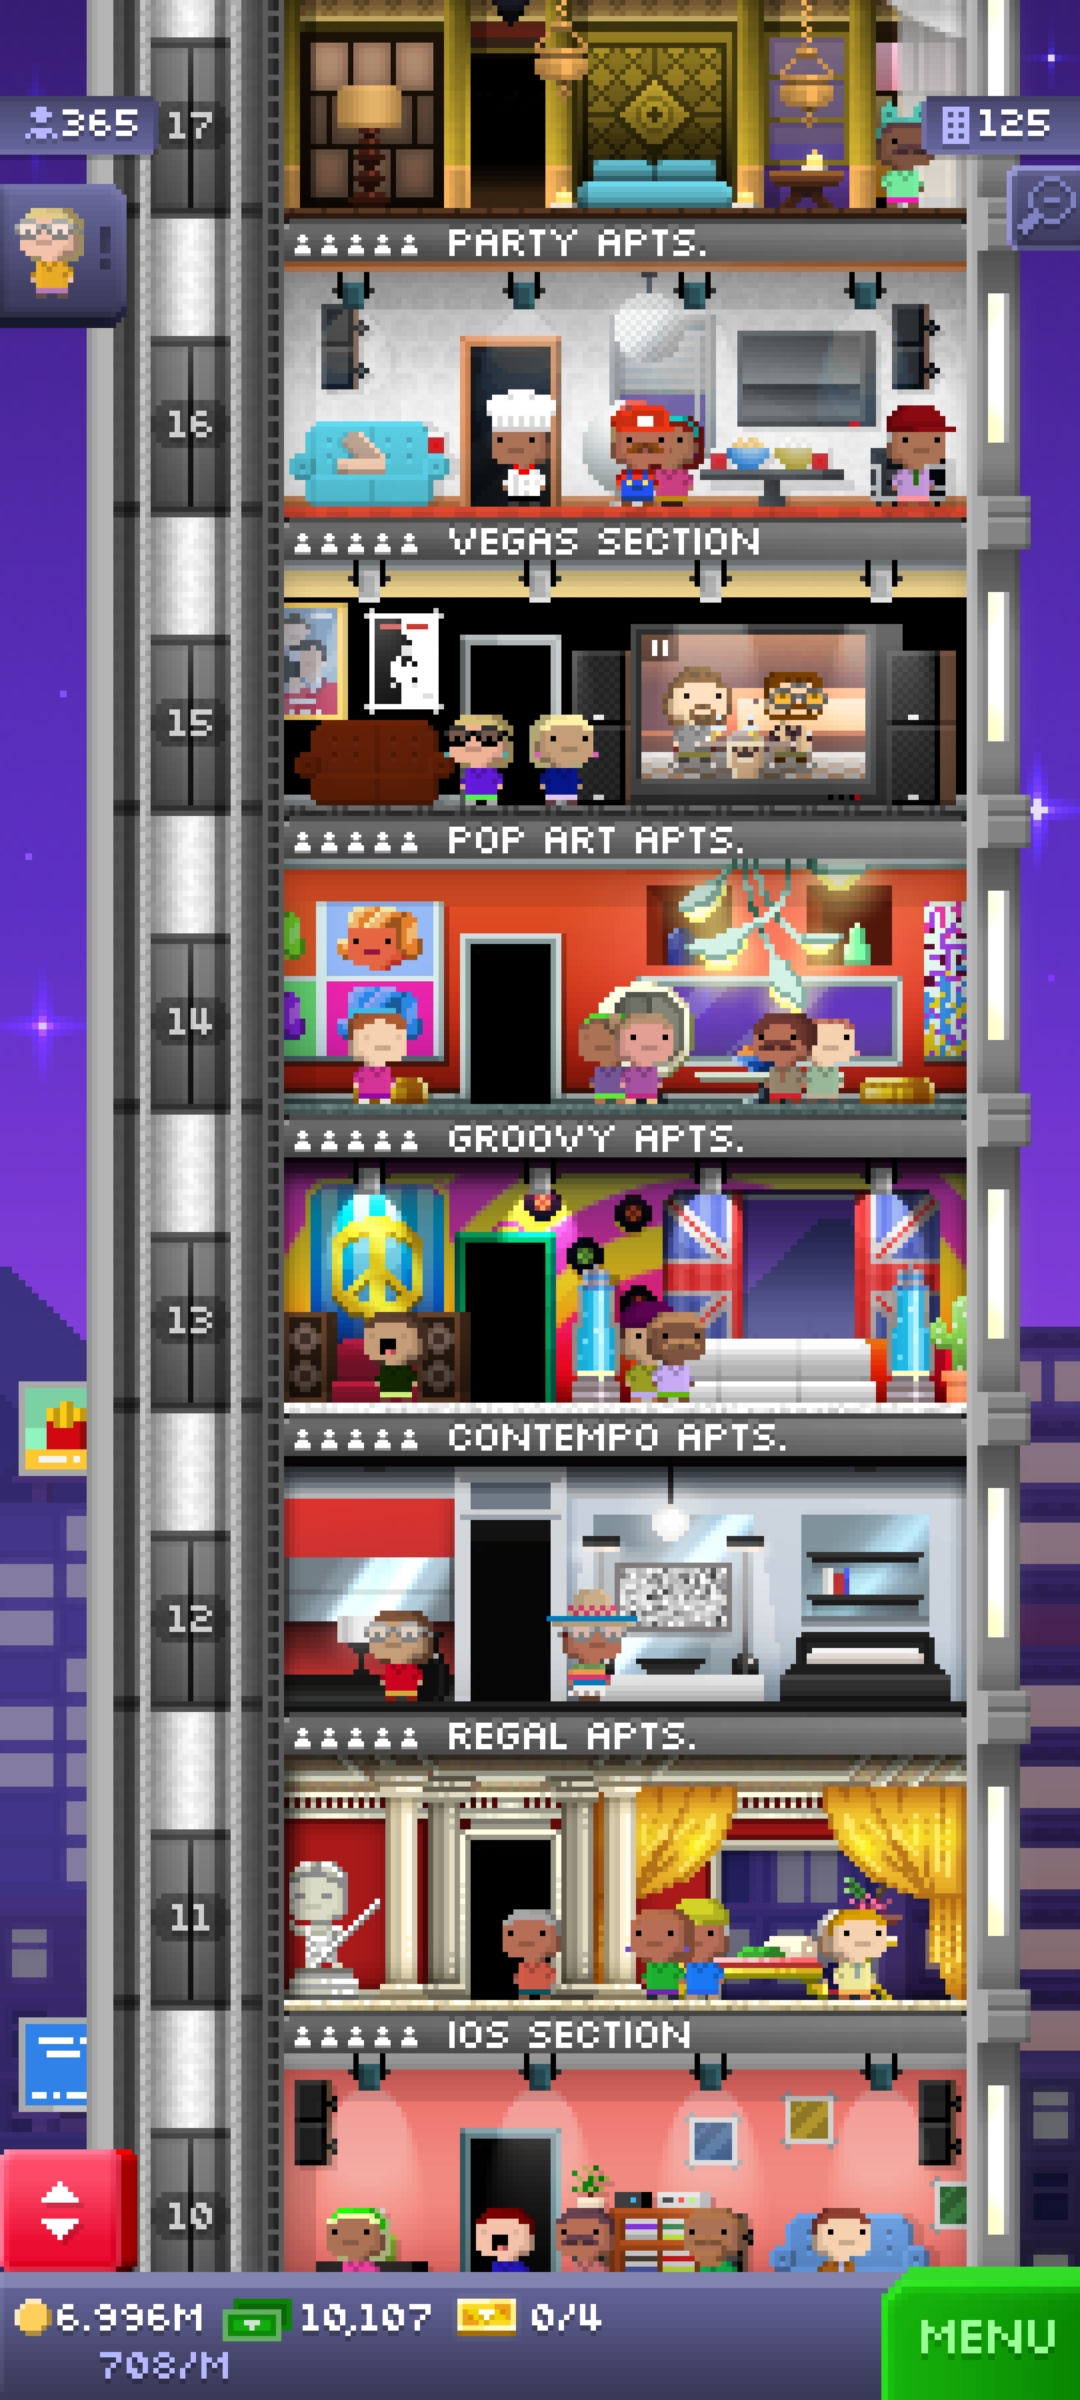 365
17
125
!
PARTY APTS.
16
VEGAS SECTION
15
POP ART APTS.
14
GROOVY APTS.
13
CONTEMPO APTS.
12
REGAL APTS.
11
IOS SECTION
10
6.996M 10,107 0/4
708/M
MENU